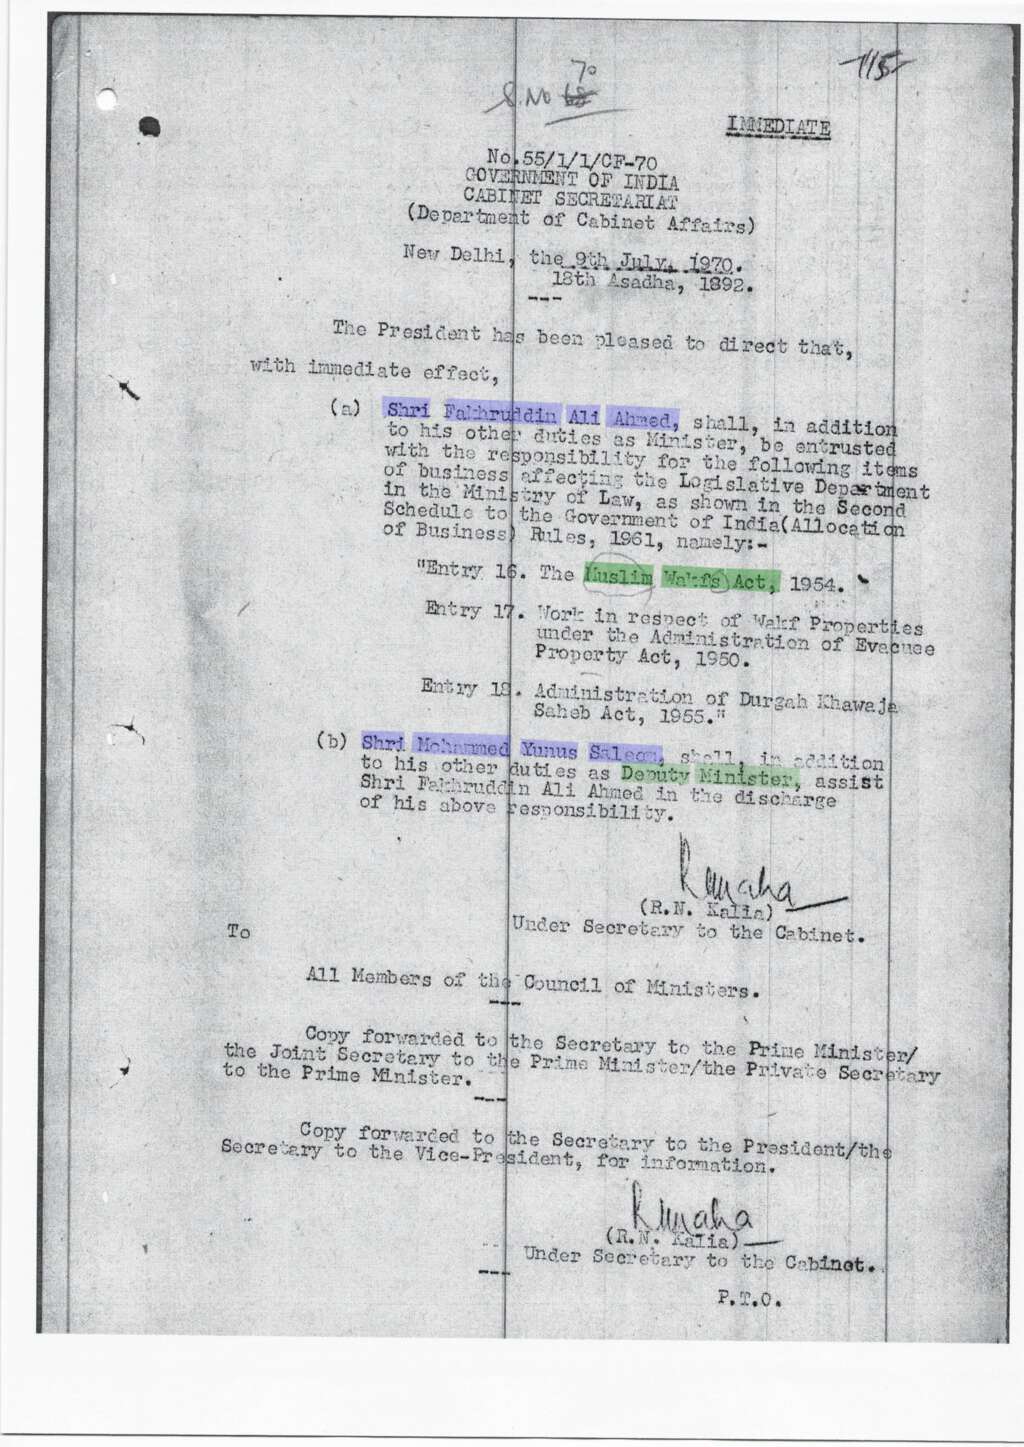 -115-
70
S.No 68
IMMEDIATE
No.55/1/1/CF-70
GOVERNMENT OF INDIA
CABINET SECRETARIAT
(Department of Cabinet Affairs)
New Delhi, the 9th July, 1970.
18th Asadha, 1892.
---
The President has been pleased to direct that,
with immediate effect,
(a) Shri Fakhruddin Ali Ahmed, shall, in addition
to his other duties as Minister, be entrusted
with the responsibility for the following items
of business affecting the Legislative Department
in the Ministry of Law, as shown in the Second
Schedule to the Government of India(Allocation
of Business) Rules, 1961, namely:-
"Entry 16. The Muslim Wakfs Act, 1954.
Entry 17. Work in respect of Wakf Properties
under the Administration of Evacuee
Property Act, 1950.
Entry 18. Administration of Durgah Khawaja
Saheb Act, 1955."
(b) Shri Mohammed Yunus Saleem, shall, in addition
to his other duties as Deputy Minister, assist
Shri Fakhruddin Ali Ahmed in the discharge
of his above responsibility.
(R.N. Kalia)
Under Secretary to the Cabinet.
To
All Members of the Council of Ministers.
---
Copy forwarded to the Secretary to the Prime Minister/
the Joint Secretary to the Prime Minister/the Private Secretary
to the Prime Minister.
---
Copy forwarded to the Secretary to the President/the
Secretary to the Vice-President, for information.
(R.N. Kalia)
Under Secretary to the Cabinet.
---
P.T.O.